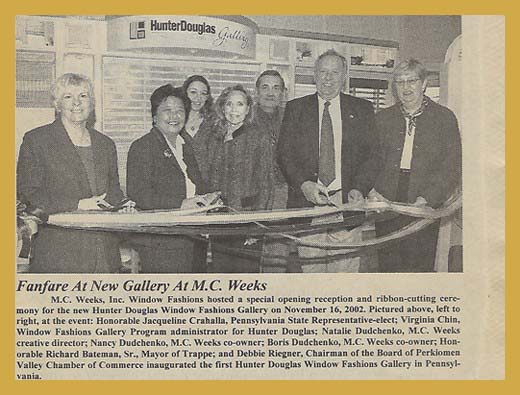 HunterDouglas
Gallery
Fanfare At New Gallery At M.C. Weeks
M.C. Weeks, Inc. Window Fashions hosted a special opening reception and ribbon-cutting cere-
mony for the new Hunter Douglas Window Fashions Gallery on November 16, 2002. Pictured above, left to
right, at the event: Honorable Jacqueline Crahalla, Pennsylvania State Representative-elect; Virginia Chin,
Window Fashions Gallery Program administrator for Hunter Douglas; Natalie Dudchenko, M.C. Weeks
creative director; Nancy Dudchenko, M.C. Weeks co-owner; Boris Dudchenko, M.C. Weeks co-owner; Hon-
orable Richard Bateman, Sr., Mayor of Trappe; and Debbie Riegner, Chairman of the Board of Perkiomen
Valley Chamber of Commerce inaugurated the first Hunter Douglas Window Fashions Gallery in Pennsyl-
vania.